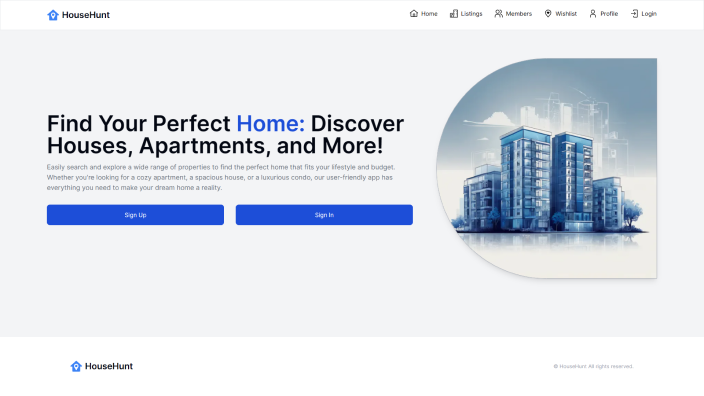 HouseHunt
Home
Listings
Members
Wishlist
Profile
Login
Find Your Perfect Home: Discover
Houses, Apartments, and More!
Easily search and explore a wide range of properties to find the perfect home that fits your lifestyle and budget.
Whether you're looking for a cozy apartment, a spacious house, or a luxurious condo, our user-friendly app has
everything you need to make your dream home a reality.
Sign Up
Sign In
HouseHunt
© HouseHunt All rights reserved.